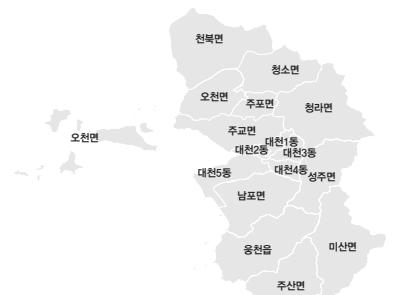 천북면
청소면
오천면
주포면
청라면
주교면
오천면
대천1동
대천2동
대천3동
대천5동
대천4동
성주면
남포면
웅천읍
미산면
주산면